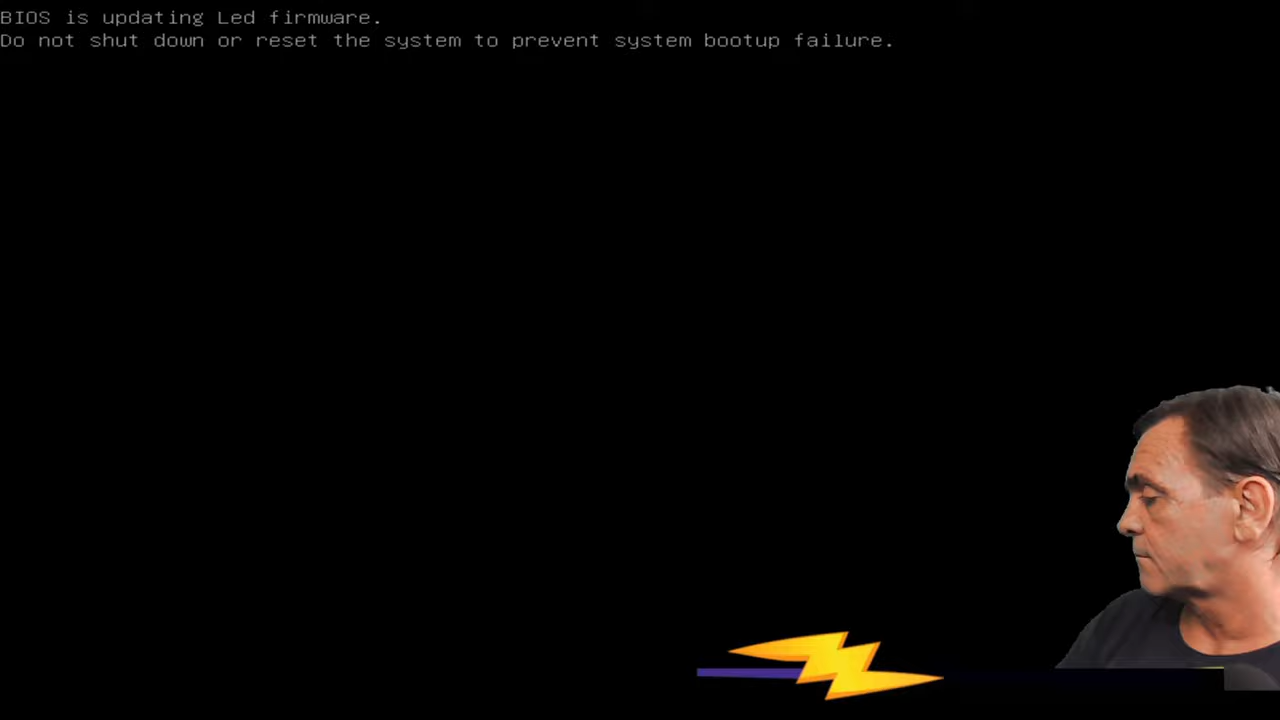 BIOS is updating Led firmware.
Do not shut down or reset the system to prevent system bootup failure.